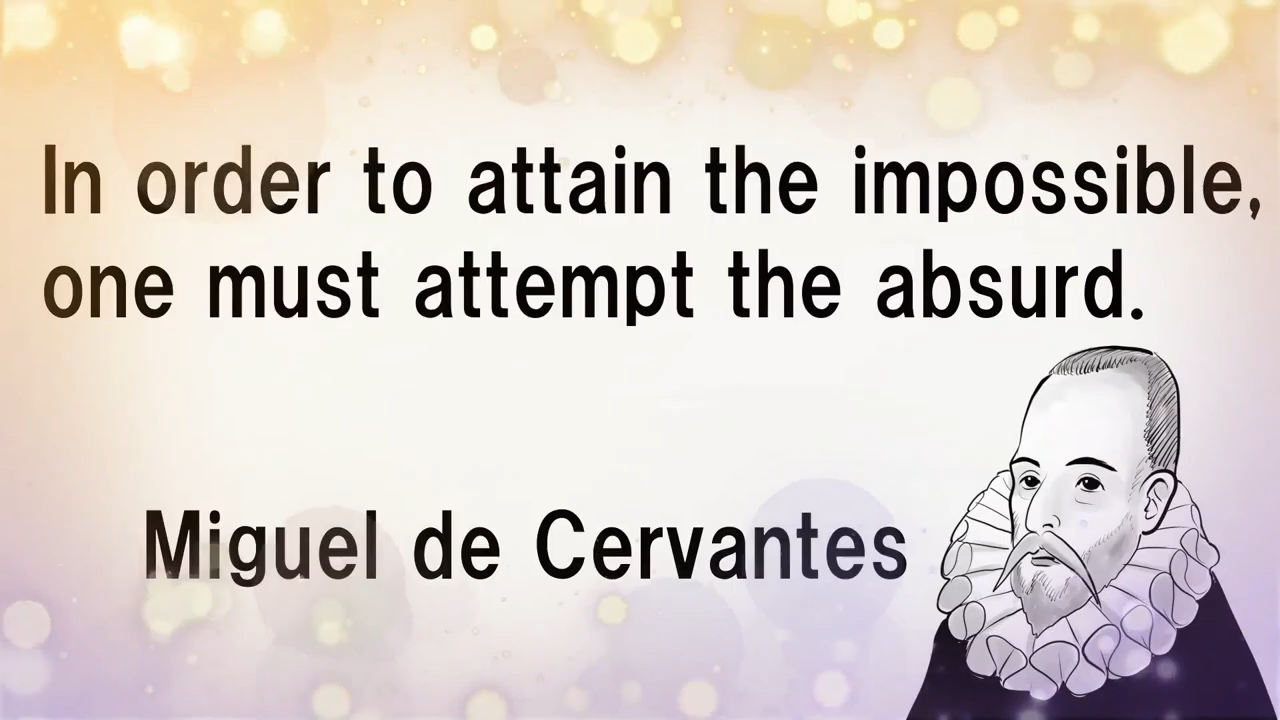 In order to attain the impossible,
one must attempt the absurd.
Miguel de Cervantes